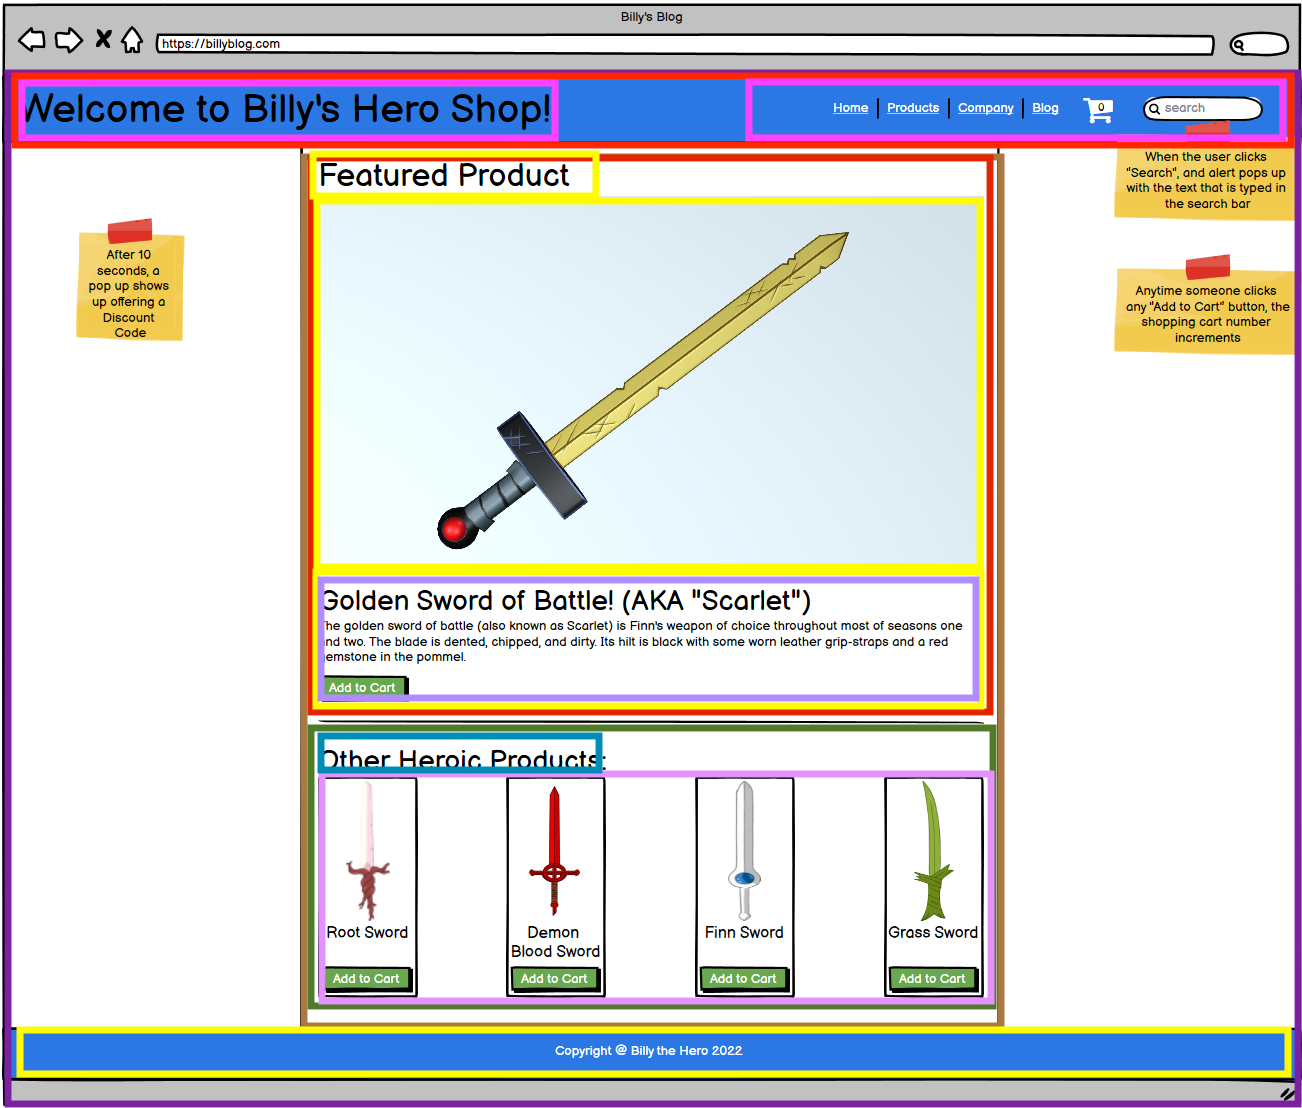 Billy's Blog
https://billyblog.com
Welcome to Billy's Hero Shop!
Home
Products
Company
Blog
0
search
When the user clicks
"Search", and alert pops up
with the text that is typed in
the search bar
After 10
seconds, a
pop up shows
up offering a
Discount
Code
Anytime someone clicks
any "Add to Cart" button, the
shopping cart number
increments
Featured Product
Golden Sword of Battle! (AKA "Scarlet")
The golden sword of battle (also known as Scarlet) is Finn's weapon of choice throughout most of seasons one
and two. The blade is dented, chipped, and dirty. Its hilt is black with some worn leather grip-straps and a red
gemstone in the pommel.
Add to Cart
Other Heroic Products:
Root Sword
Demon
Blood Sword
Finn Sword
Grass Sword
Add to Cart
Add to Cart
Add to Cart
Add to Cart
Copyright @ Billy the Hero 2022